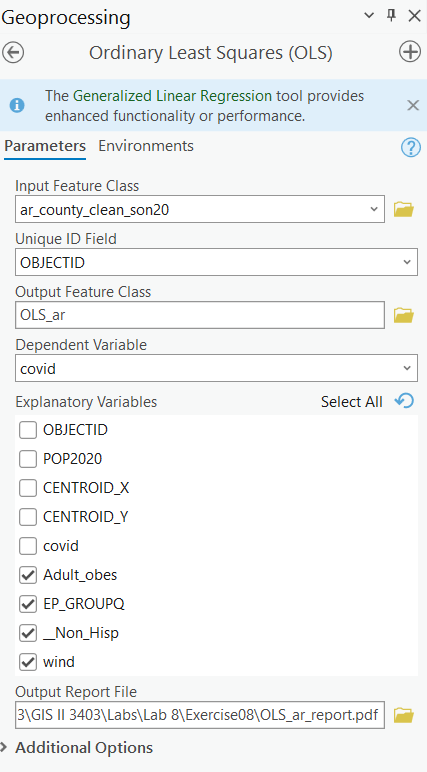 Geoprocessing
Ordinary Least Squares (OLS)
The Generalized Linear Regression tool provides
enhanced functionality or performance.
Parameters Environments
Input Feature Class
ar_county_clean_son20
Unique ID Field
OBJECTID
Output Feature Class
OLS_ar
Dependent Variable
covid
Explanatory Variables Select All
OBJECTID
POP2020
CENTROID_X
CENTROID_Y
covid
Adult_obes
EP_GROUPQ
__Non_Hisp
wind
Output Report File
3\GIS II 3403\Labs\Lab 8\Exercise08\OLS_ar_report.pdf
Additional Options